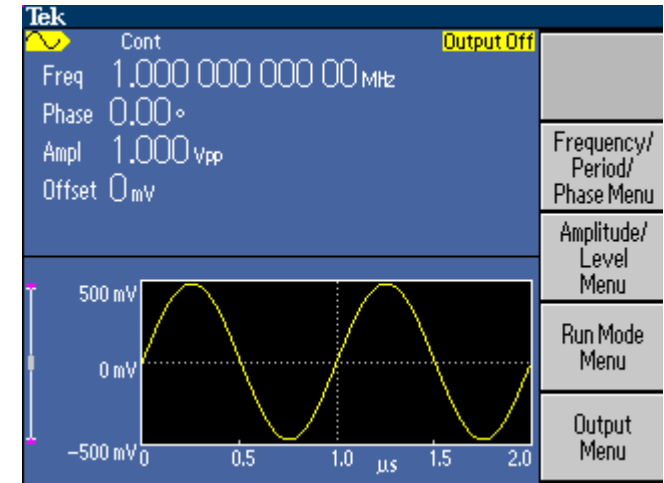 Tek
Cont Output Off
Freq 1.000 000 000 00 MHz
Phase 0.00 °
Ampl 1.000 Vpp
Offset 0 mV
Frequency/
Period/
Phase Menu
Amplitude/
Level
Menu
Run Mode
Menu
Output
Menu
500 mV
0 mV
-500 mV
0 0.5 1.0 µs 1.5 2.0